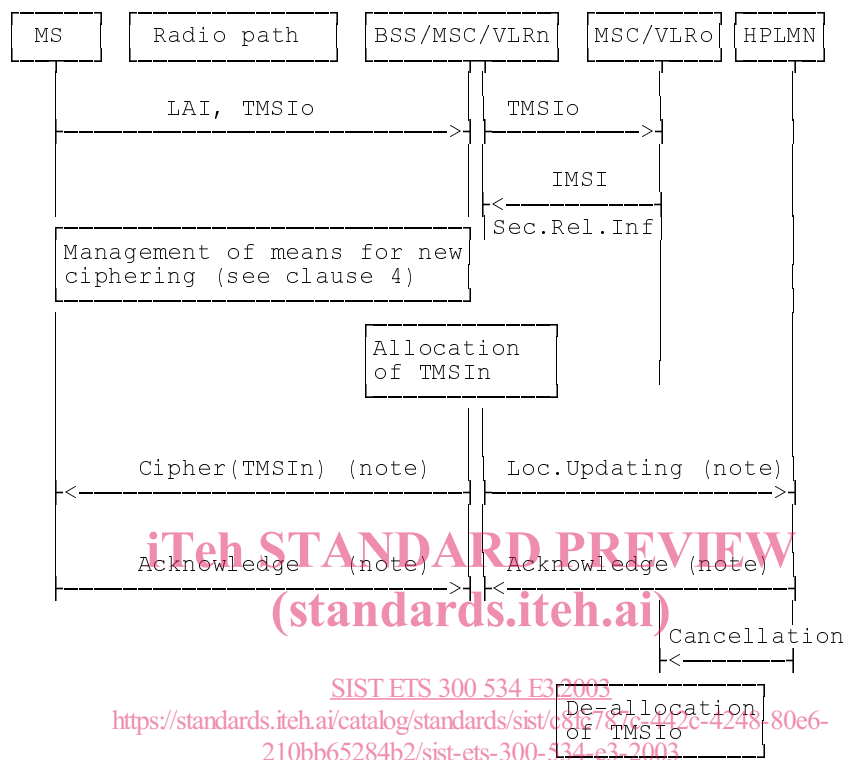 MS Radio path BSS/MSC/VLRn MSC/VLRo HPLMN
LAI, TMSIo TMSIo
IMSI
Sec.Rel.Inf
Management of means for new
ciphering (see clause 4)
Allocation
of TMSIn
Cipher(TMSIn) (note) Loc.Updating (note)
iTeh STANDARD PREVIEW
Acknowledge (note) Acknowledge (note)
(standards.iteh.ai)
Cancellation
SIST ETS 300 534 E3:2003
De-allocation
https://standards.iteh.ai/catalog/standards/sist/c8fc787c-442c-4248-80e6-
of TMSIo
210bb65284b2/sist-ets-300-534-e3-2003